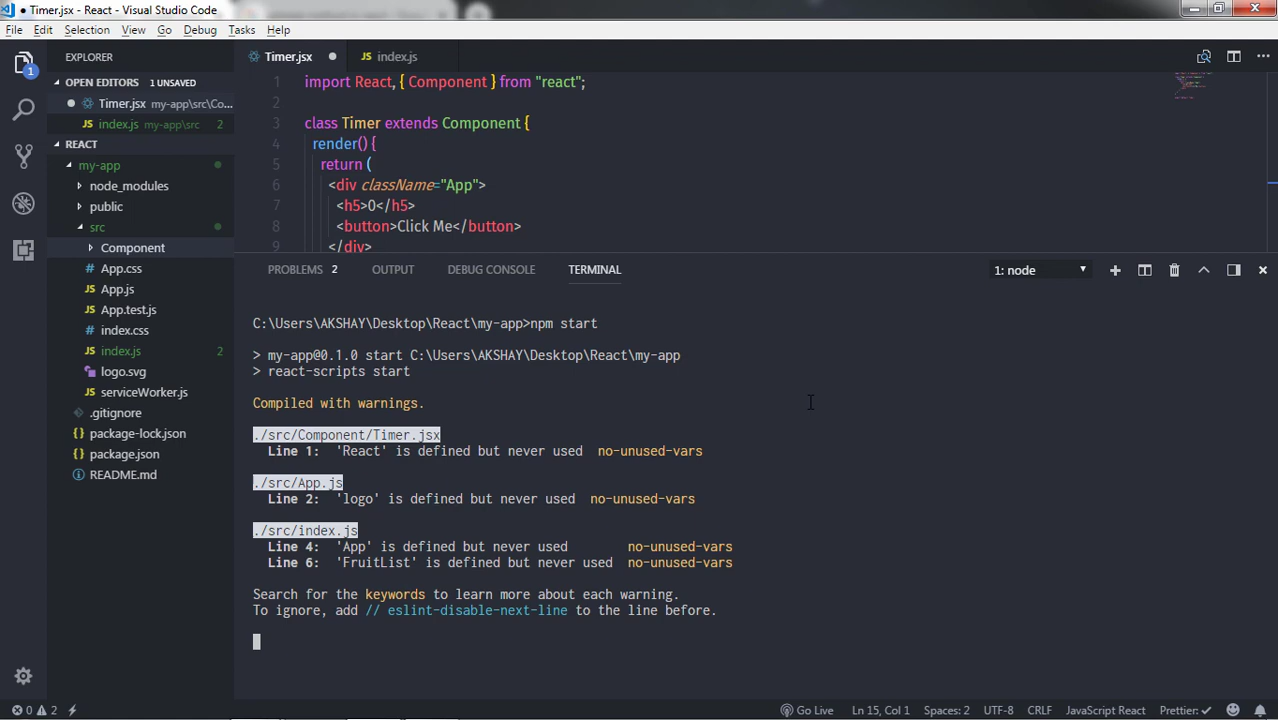 Timer.jsx - React - Visual Studio Code
File Edit Selection View Go Debug Tasks Help
EXPLORER
OPEN EDITORS 1 UNSAVED
Timer.jsx my-app\src\Co...
index.js my-app\src 2
REACT
my-app
node_modules
public
src
Component
App.css
App.js
App.test.js
index.css
index.js 2
logo.svg
serviceWorker.js
.gitignore
package-lock.json
package.json
README.md
1
Timer.jsx index.js
1 import React, { Component } from "react";
2
3 class Timer extends Component {
4 render() {
5 return (
6 <div className="App">
7 <h5>0</h5>
8 <button>Click Me</button>
9 </div>
PROBLEMS 2 OUTPUT DEBUG CONSOLE TERMINAL 1: node
C:\Users\AKSHAY\Desktop\React\my-app>npm start
> my-app@0.1.0 start C:\Users\AKSHAY\Desktop\React\my-app
> react-scripts start
Compiled with warnings.
./src/Component/Timer.jsx
Line 1: 'React' is defined but never used no-unused-vars
./src/App.js
Line 2: 'logo' is defined but never used no-unused-vars
./src/index.js
Line 4: 'App' is defined but never used no-unused-vars
Line 6: 'FruitList' is defined but never used no-unused-vars
Search for the keywords to learn more about each warning.
To ignore, add // eslint-disable-next-line to the line before.
0 2 Go Live Ln 15, Col 1 Spaces: 2 UTF-8 CRLF JavaScript React Prettier: